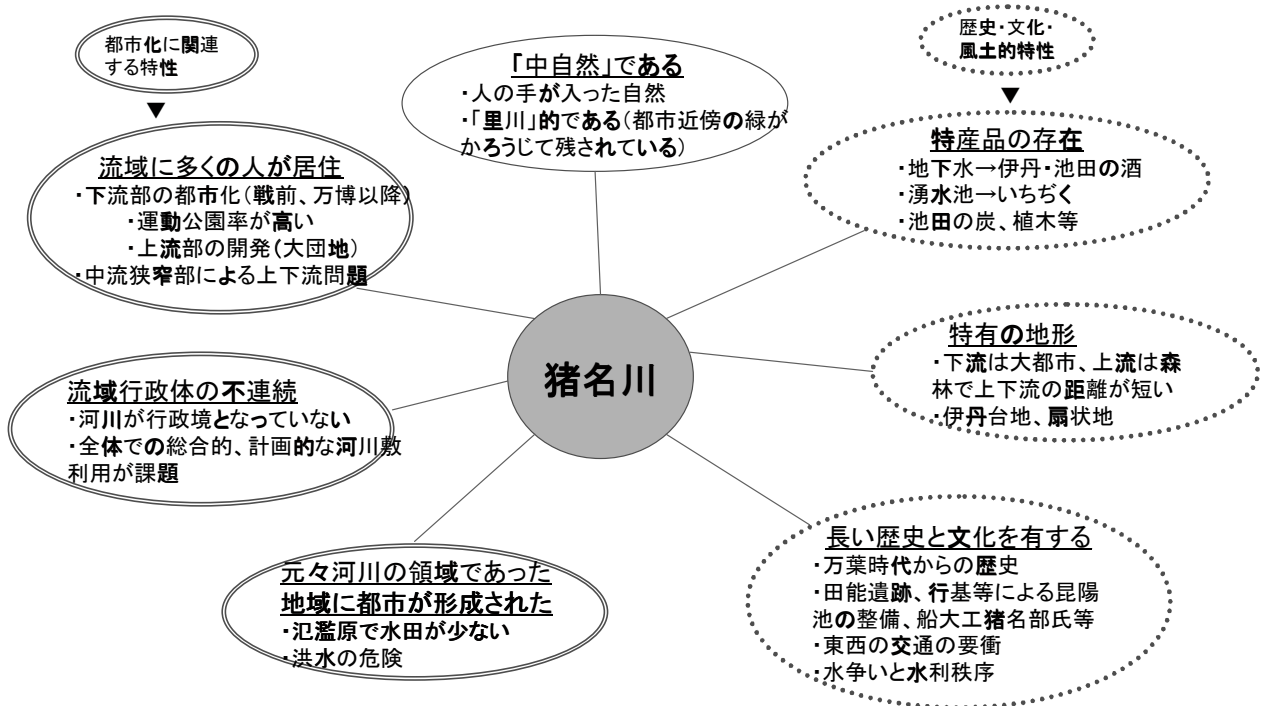 都市化に関連
する特性
▼
流域に多くの人が居住
・下流部の都市化(戦前、万博以降)
・運動公園率が高い
・上流部の開発(大団地)
・中流狭窄部による上下流問題
「中自然」である
・人の手が入った自然
・「里川」的である(都市近傍の緑が
かろうじて残されている)
歴史・文化・
風土的特性
▼
特産品の存在
・地下水→伊丹・池田の酒
・湧水池→いちぢく
・池田の炭、植木等
猪名川
特有の地形
・下流は大都市、上流は森
林で上下流の距離が短い
・伊丹台地、扇状地
流域行政体の不連続
・河川が行政境となっていない
・全体での総合的、計画的な河川敷
利用が課題
元々河川の領域であった
地域に都市が形成された
・氾濫原で水田が少ない
・洪水の危険
長い歴史と文化を有する
・万葉時代からの歴史
・田能遺跡、行基等による昆陽
池の整備、船大工猪名部氏等
・東西の交通の要衝
・水争いと水利秩序